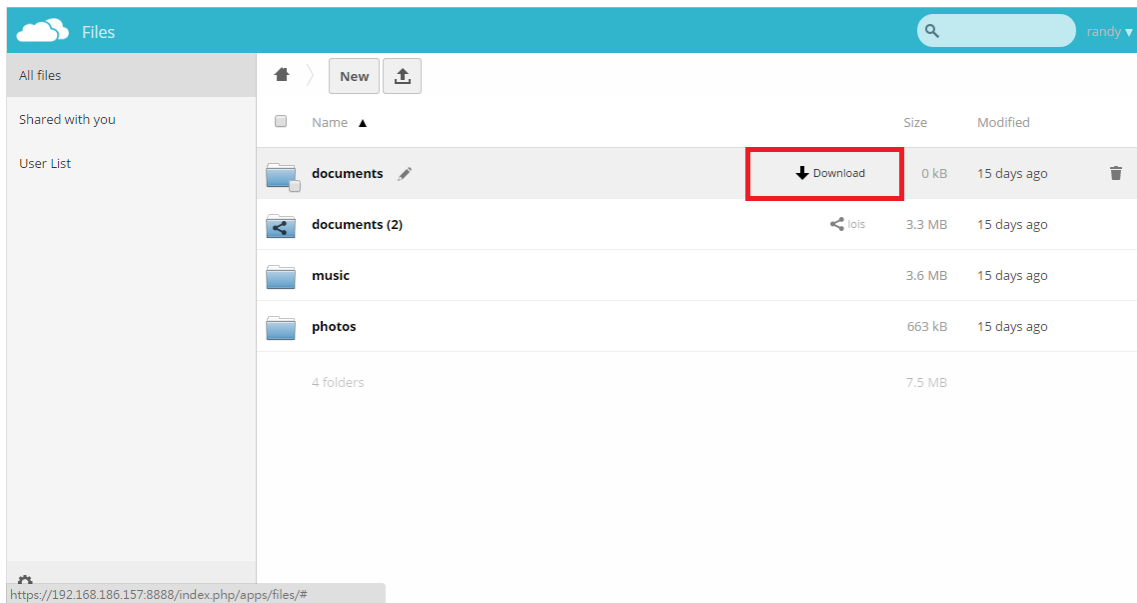 Files
randy ▼
All files
Shared with you
User List
New
Name ▲ Size Modified
documents Download 0 kB 15 days ago
documents (2) lois 3.3 MB 15 days ago
music 3.6 MB 15 days ago
photos 663 kB 15 days ago
4 folders 7.5 MB
https://192.168.186.157:8888/index.php/apps/files/#